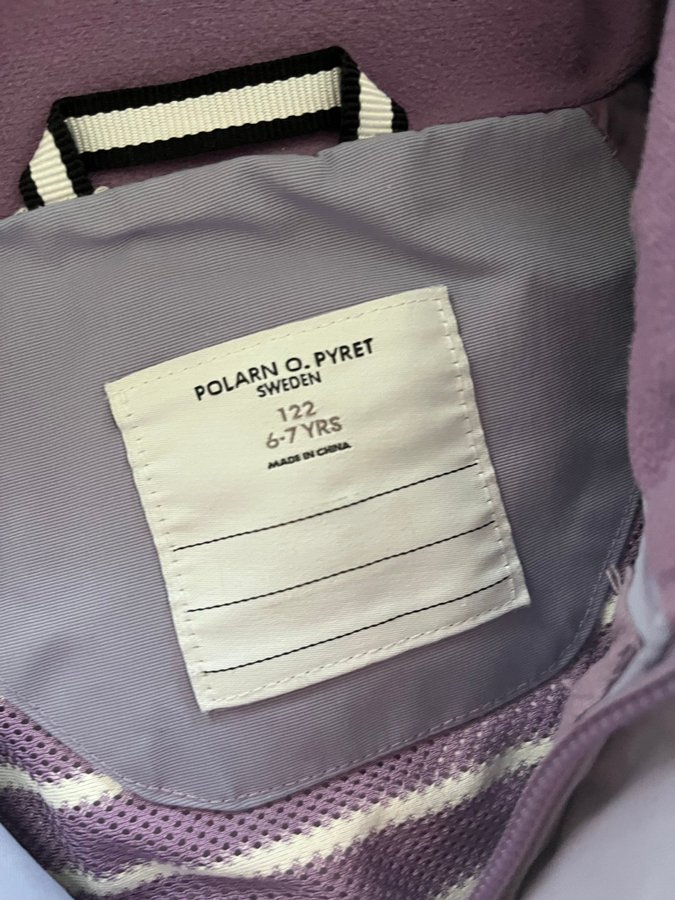 POLARN O. PYRET
SWEDEN
122
6-7 YRS
MADE IN CHINA